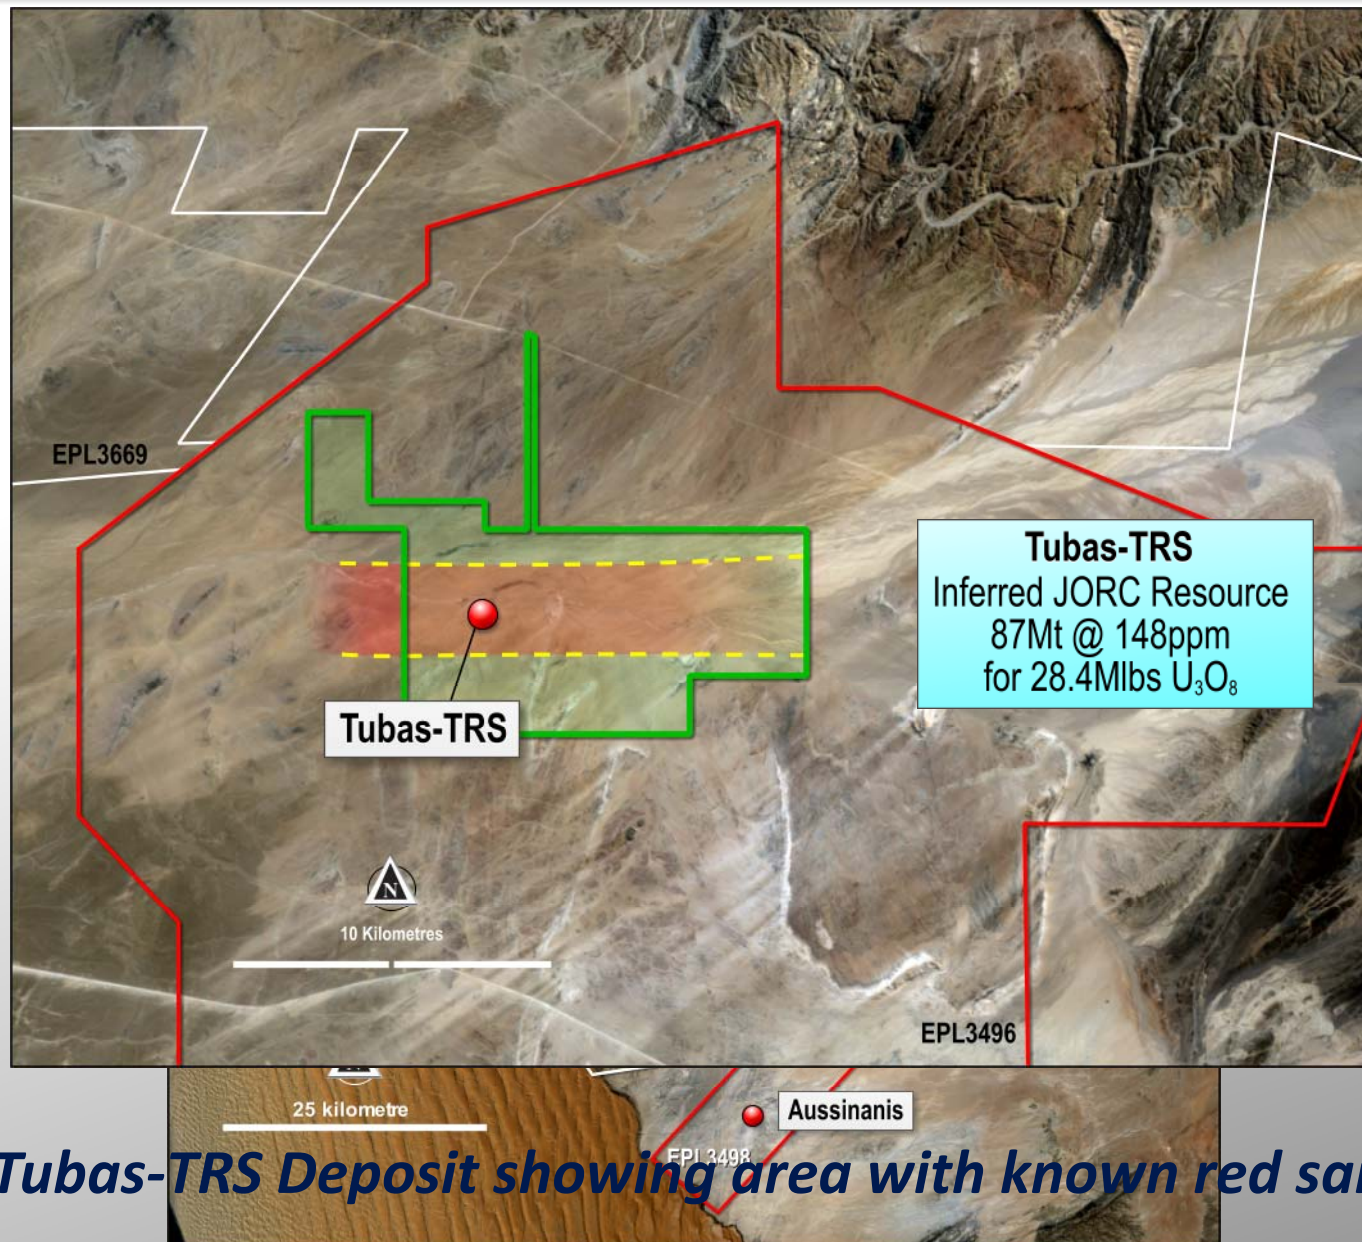 EPL3669
Tubas-TRS
Inferred JORC Resource
87Mt @ 148ppm
for 28.4Mlbs U₃O₈
Tubas-TRS
N
10 Kilometres
EPL3496
25 kilometre
Aussinanis
EPL3498
Tubas-TRS Deposit showing area with known red